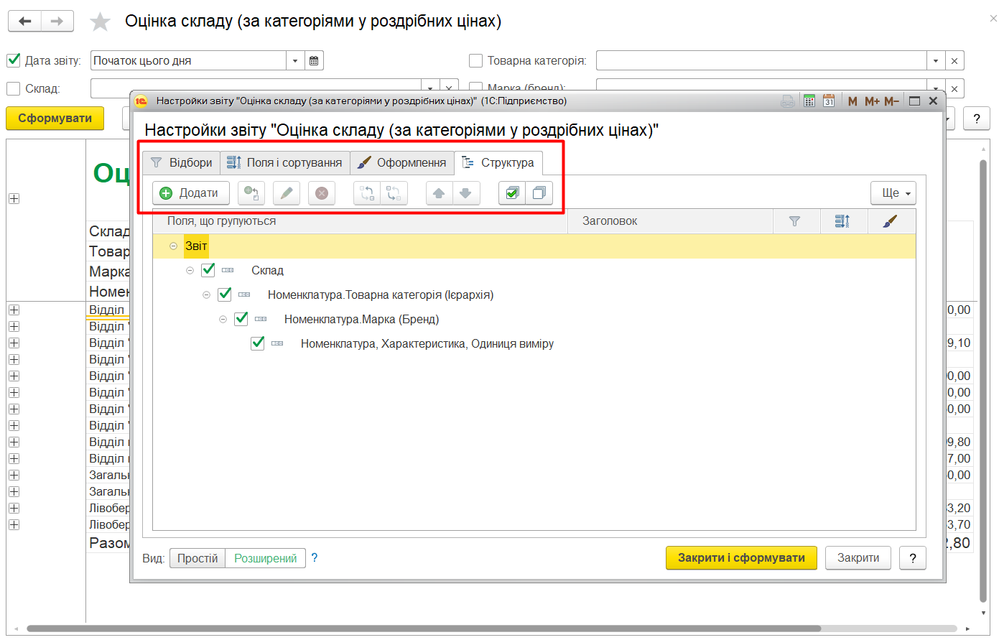 Оцінка складу (за категоріями у роздрібних цінах)
Дата звіту: Початок цього дня Товарна категорія:
Склад: Марка (бренд):
Сформувати ?
Настройки звіту "Оцінка складу (за категоріями у роздрібних цінах)" (1С:Підприємство) 31 M M+ M−
Настройки звіту "Оцінка складу (за категоріями у роздрібних цінах)"
Відбори Поля і сортування Оформлення Структура
Додати Ще
Поля, що групуються Заголовок
Звіт
Склад
Номенклатура.Товарна категорія (Ієрархія)
Номенклатура.Марка (Бренд)
Номенклатура, Характеристика, Одиниця виміру
Вид: Простій Розширений ? Закрити і сформувати Закрити ?
Оц
Склад
Товар
Марка
Номен
Відділ 0,00
Відділ
Відділ 9,10
Відділ
Відділ 00,00
Відділ 0,00
Відділ 0,00
Відділ
Відділ 9,80
Відділ 7,00
Загаль 0,00
Загаль
Лівобер 3,20
Лівобер 3,70
Разом 2,80